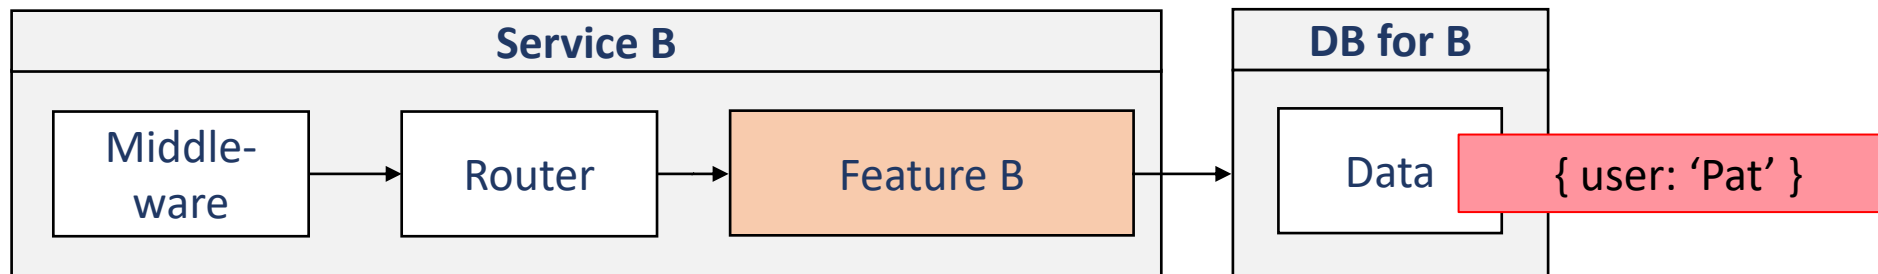 Service B
DB for B
Middle-
ware
Router
Feature B
Data
{ user: ‘Pat’ }